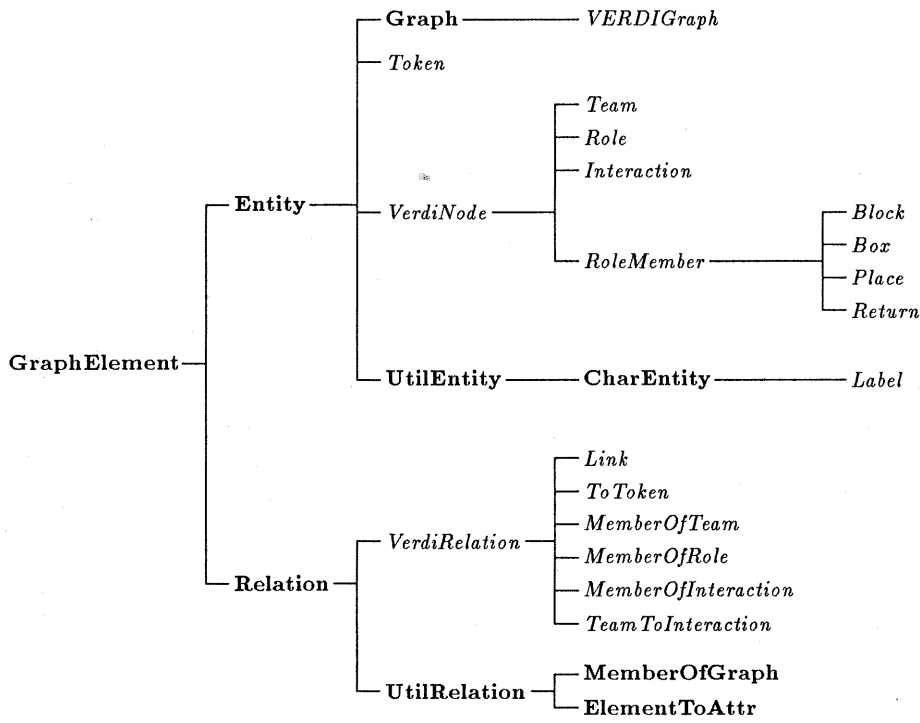 Graph VERDIGraph
Token
Team
Role
Interaction
Entity VerdiNode
Block
Box
RoleMember
Place
Return
GraphElement
UtilEntity CharEntity Label
Link
ToToken
MemberOfTeam
VerdiRelation
MemberOfRole
Relation
MemberOfInteraction
TeamToInteraction
MemberOfGraph
UtilRelation
ElementToAttr